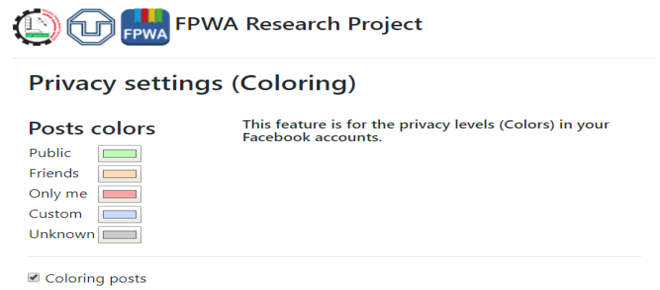 FPWA
FPWA Research Project
Privacy settings (Coloring)
Posts colors
This feature is for the privacy levels (Colors) in your
Facebook accounts.
Public
Friends
Only me
Custom
Unknown
Coloring posts